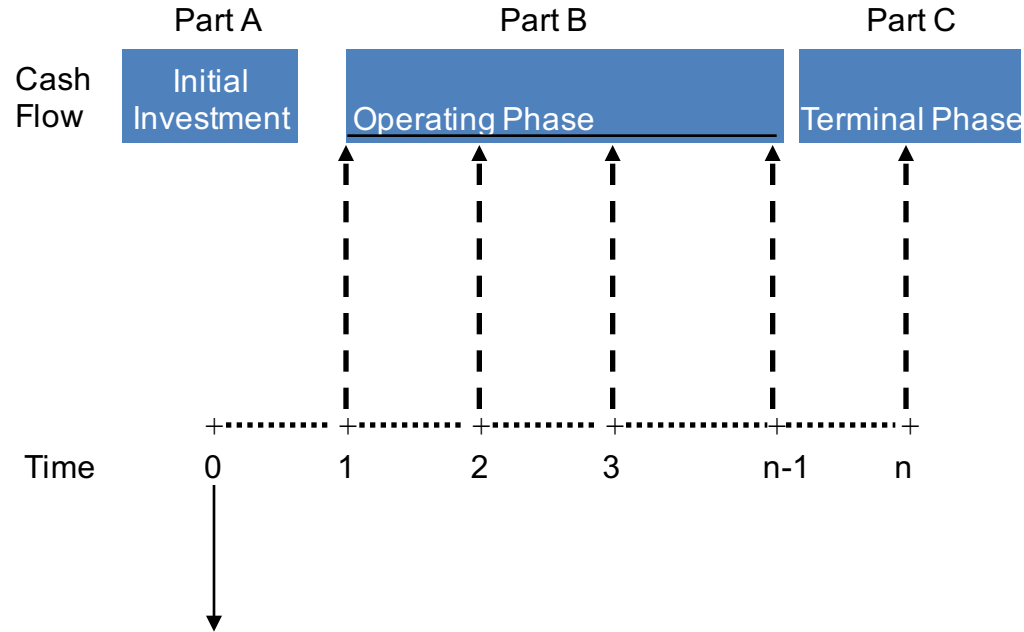 Part A
Part B
Part C
Cash
Flow
Initial
Investment
Operating Phase
Terminal Phase
Time
0
1
2
3
n-1
n